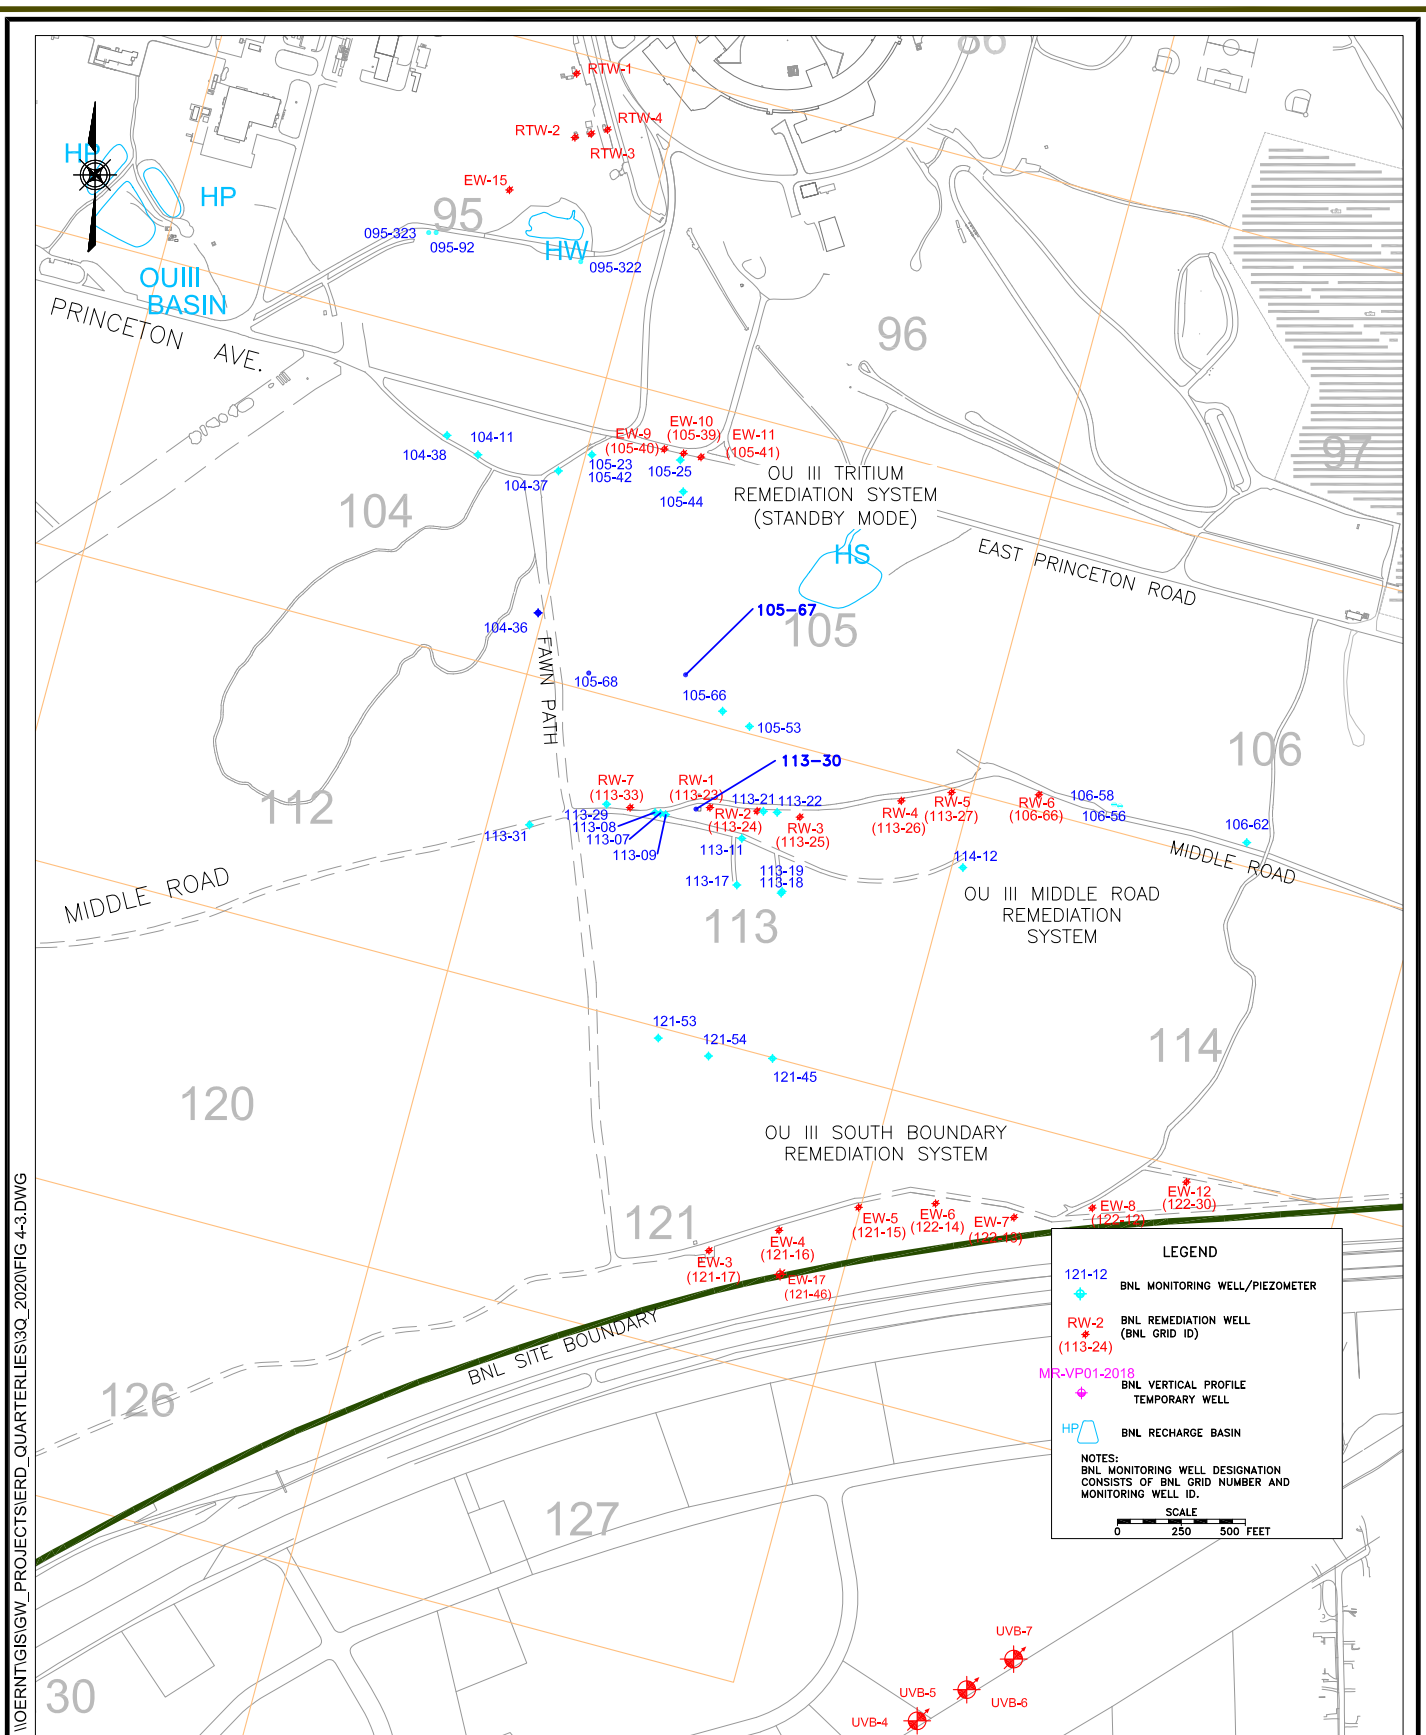 86
RTW-1
RTW-2
RTW-4
RTW-3
HP
HP
EW-15
95
095-323
095-92
HW
095-322
OUIII
BASIN
PRINCETON AVE.
96
97
EW-10
(105-39)
EW-9
(105-40)
EW-11
(105-41)
104-11
104-38
104-37
105-23
105-42
105-25
105-44
OU III TRITIUM
REMEDIATION SYSTEM
(STANDBY MODE)
104
HS
EAST PRINCETON ROAD
105-67
105
104-36
FAWN PATH
105-68
105-66
105-53
106
113-30
112
RW-7
(113-33)
RW-1
(113-23)
113-21
113-22
RW-2
(113-24)
RW-3
(113-25)
RW-4
(113-26)
RW-5
(113-27)
RW-6
(106-66)
106-58
106-56
106-62
113-29
113-08
113-07
113-09
113-31
113-11
113-17
113-19
113-18
114-12
MIDDLE ROAD
MIDDLE ROAD
OU III MIDDLE ROAD
REMEDIATION
SYSTEM
113
121-53
121-54
121-45
114
120
OU III SOUTH BOUNDARY
REMEDIATION SYSTEM
121
EW-12
(122-30)
EW-8
(122-12)
EW-7
(122-13)
EW-6
(122-14)
EW-5
(121-15)
EW-4
(121-16)
EW-3
(121-17)
EW-17
(121-46)
BNL SITE BOUNDARY
126
127
30
LEGEND
121-12
BNL MONITORING WELL/PIEZOMETER
RW-2
(113-24)
BNL REMEDIATION WELL
(BNL GRID ID)
MR-VP01-2018
BNL VERTICAL PROFILE
TEMPORARY WELL
HP
BNL RECHARGE BASIN
NOTES:
BNL MONITORING WELL DESIGNATION
CONSISTS OF BNL GRID NUMBER AND
MONITORING WELL ID.
SCALE
0 250 500 FEET
UVB-7
UVB-5
UVB-6
UVB-4
\\OERNT\GIS\GW_PROJECTS\ERD_QUARTERLIES\3Q_2020\FIG 4-3.DWG